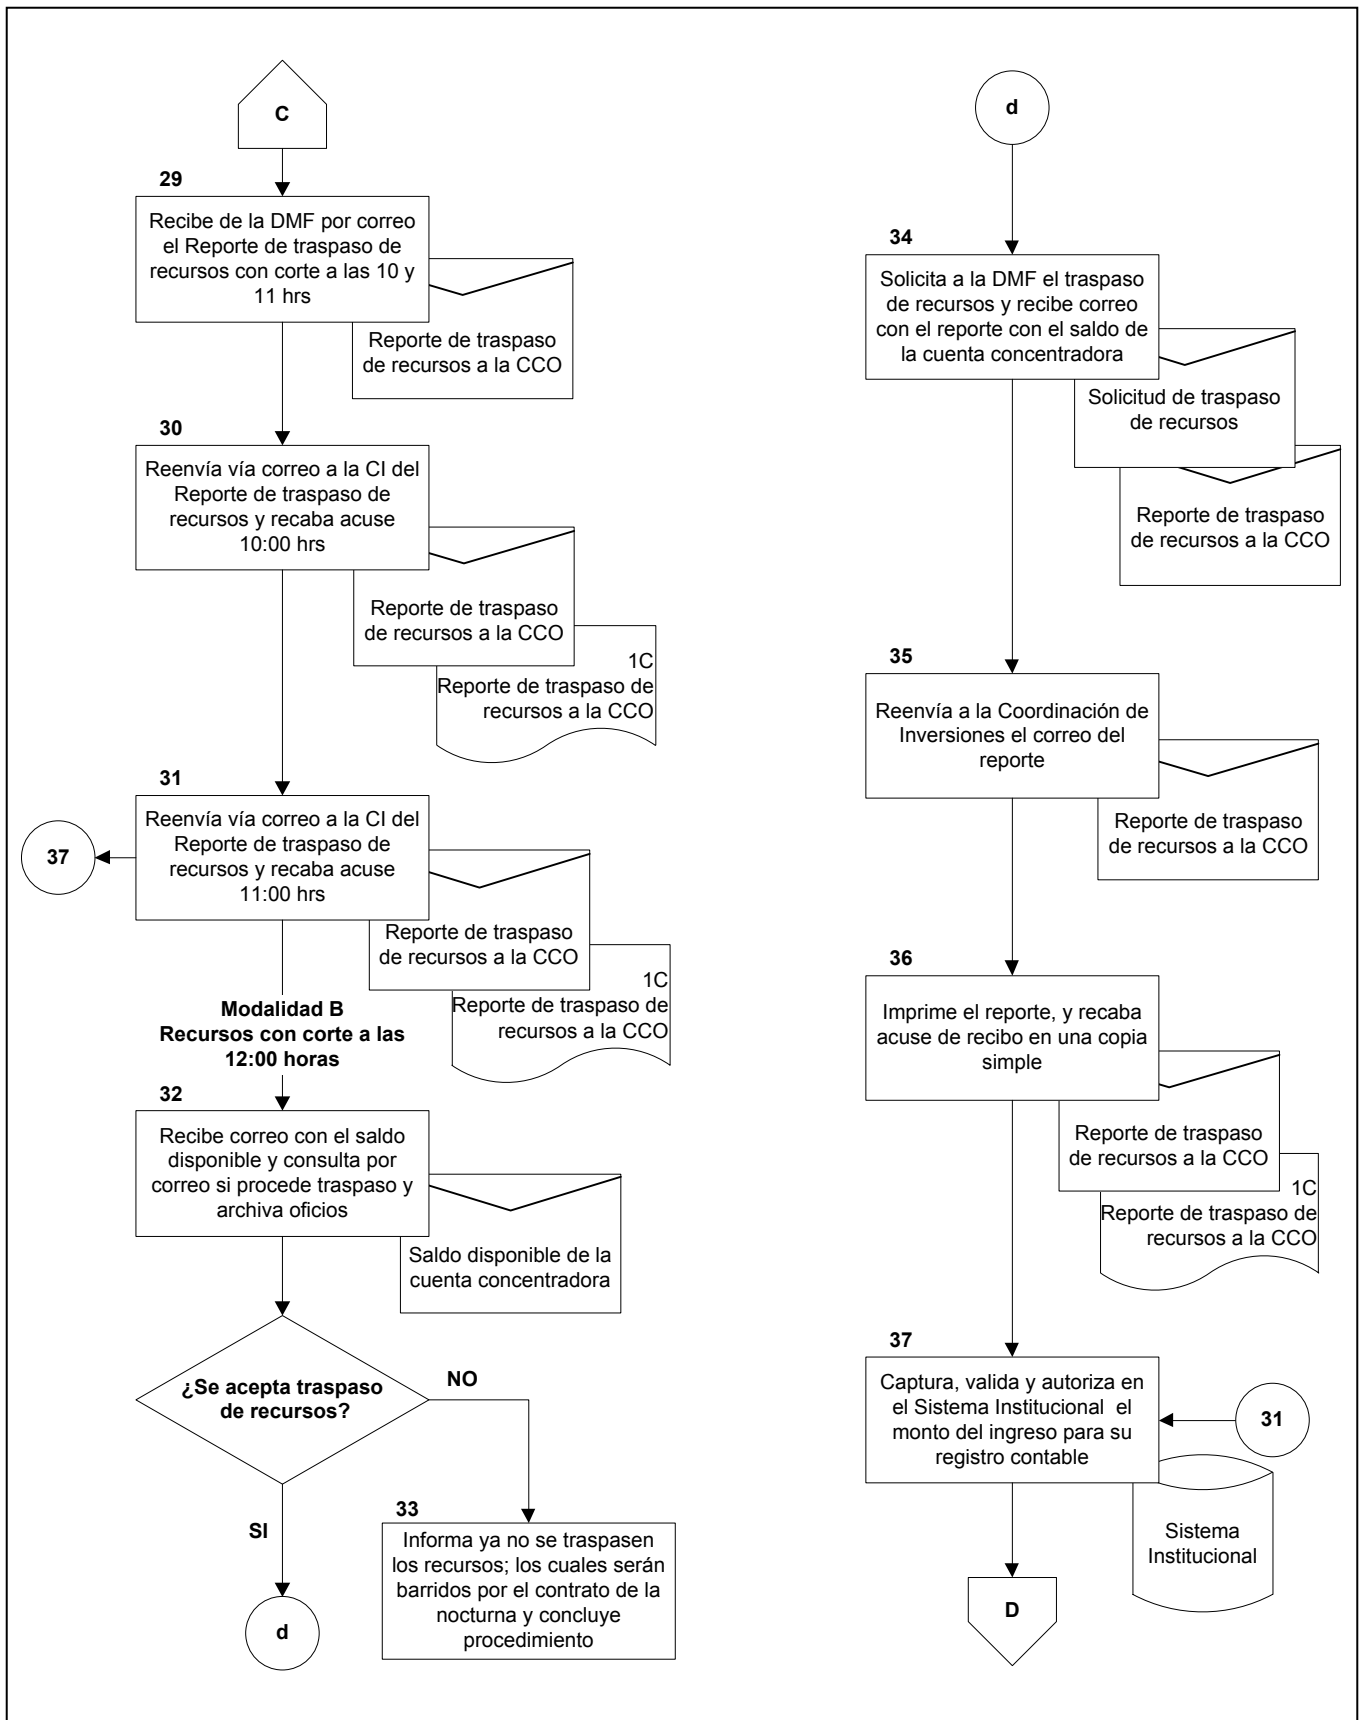 C
29
Recibe de la DMF por correo
el Reporte de traspaso de
recursos con corte a las 10 y
11 hrs
Reporte de traspaso
de recursos a la CCO
30
Reenvía vía correo a la CI del
Reporte de traspaso de
recursos y recaba acuse
10:00 hrs
Reporte de traspaso
de recursos a la CCO
1C
Reporte de traspaso de
recursos a la CCO
31
Reenvía vía correo a la CI del
Reporte de traspaso de
recursos y recaba acuse
11:00 hrs
37
Reporte de traspaso
de recursos a la CCO
1C
Reporte de traspaso de
recursos a la CCO
Modalidad B
Recursos con corte a las
12:00 horas
32
Recibe correo con el saldo
disponible y consulta por
correo si procede traspaso y
archiva oficios
Saldo disponible de la
cuenta concentradora
¿Se acepta traspaso
de recursos?
NO
SI
33
Informa ya no se traspasen
los recursos; los cuales serán
barridos por el contrato de la
nocturna y concluye
procedimiento
d
d
34
Solicita a la DMF el traspaso
de recursos y recibe correo
con el reporte con el saldo de
la cuenta concentradora
Solicitud de traspaso
de recursos
Reporte de traspaso
de recursos a la CCO
35
Reenvía a la Coordinación de
Inversiones el correo del
reporte
Reporte de traspaso
de recursos a la CCO
36
Imprime el reporte, y recaba
acuse de recibo en una copia
simple
Reporte de traspaso
de recursos a la CCO
1C
Reporte de traspaso de
recursos a la CCO
37
Captura, valida y autoriza en
el Sistema Institucional el
monto del ingreso para su
registro contable
31
Sistema
Institucional
D